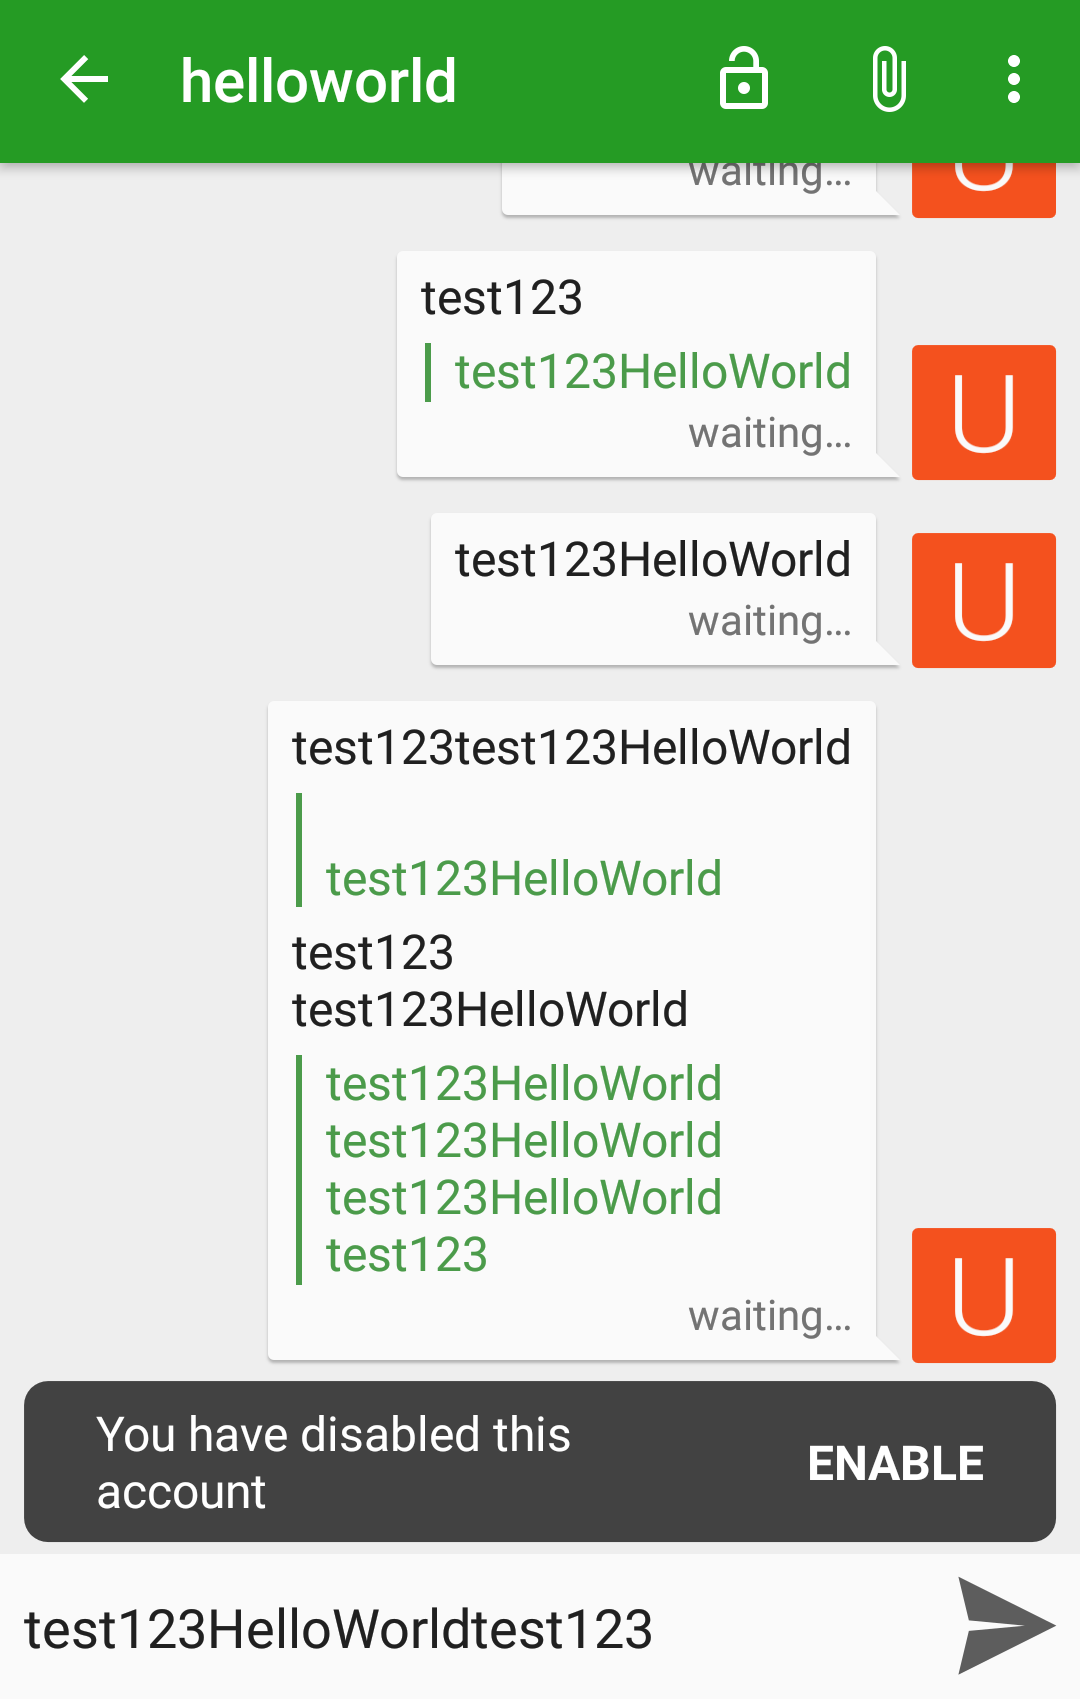 helloworld
waiting...
U
test123
test123HelloWorld
waiting...
U
test123HelloWorld
waiting...
U
test123test123HelloWorld
test123HelloWorld
test123
test123HelloWorld
test123HelloWorld
test123HelloWorld
test123HelloWorld
test123
waiting...
U
You have disabled this
account
ENABLE
test123HelloWorldtest123